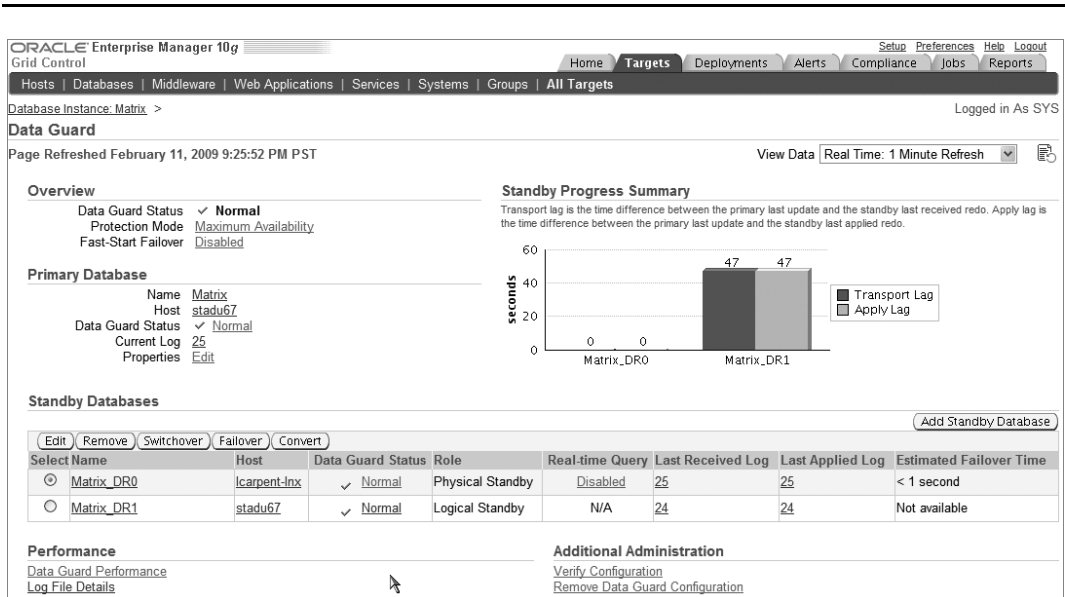 ORACLE Enterprise Manager 10g
Grid Control
Setup Preferences Help Logout
Home Targets Deployments Alerts Compliance Jobs Reports
Hosts | Databases | Middleware | Web Applications | Services | Systems | Groups | All Targets
Database Instance: Matrix >
Logged in As SYS
Data Guard
Page Refreshed February 11, 2009 9:25:52 PM PST
View Data Real Time: 1 Minute Refresh
Overview
Data Guard Status Normal
Protection Mode Maximum Availability
Fast-Start Failover Disabled
Primary Database
Name Matrix
Host stadu67
Data Guard Status Normal
Current Log 25
Properties Edit
Standby Progress Summary
Transport lag is the time difference between the primary last update and the standby last received redo. Apply lag is
the time difference between the primary last update and the standby last applied redo.
60
40
20
0
seconds
0 0
47 47
Matrix_DR0 Matrix_DR1
Transport Lag
Apply Lag
Standby Databases
Add Standby Database
Edit Remove Switchover Failover Convert
Select Name Host Data Guard Status Role Real-time Query Last Received Log Last Applied Log Estimated Failover Time
Matrix_DR0 lcarpent-lnx Normal Physical Standby Disabled 25 25 < 1 second
Matrix_DR1 stadu67 Normal Logical Standby N/A 24 24 Not available
Performance
Data Guard Performance
Log File Details
Additional Administration
Verify Configuration
Remove Data Guard Configuration